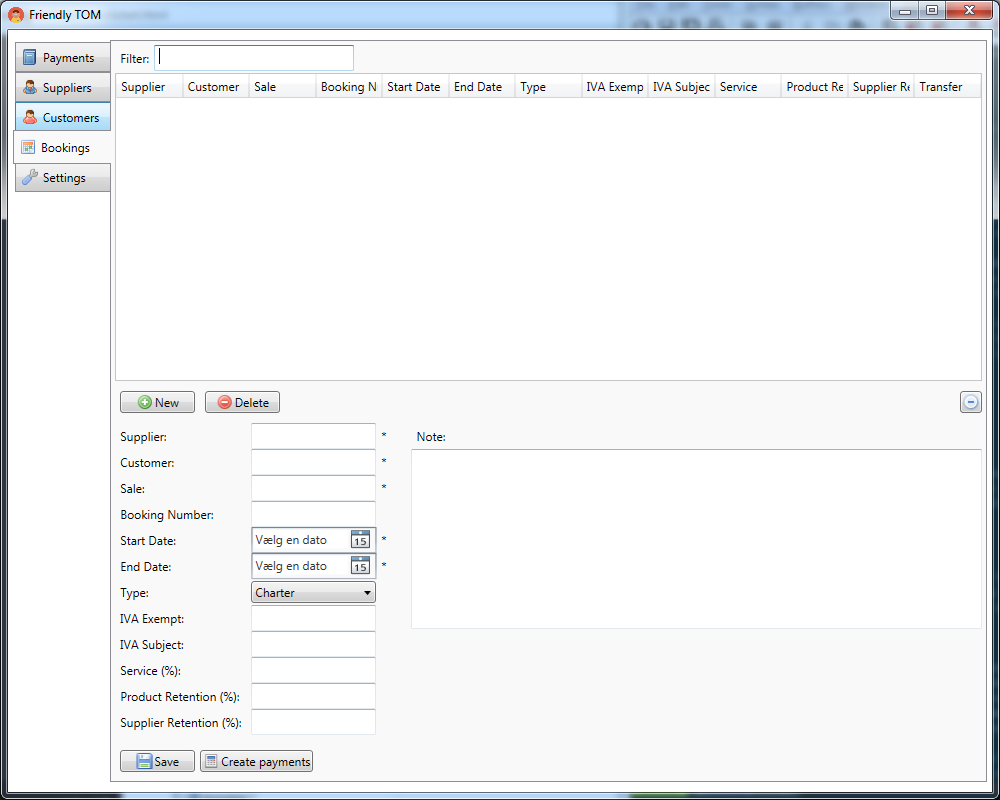 Friendly TOM
Payments
Suppliers
Customers
Bookings
Settings
Filter:
Supplier Customer Sale Booking N Start Date End Date Type IVA Exemp IVA Subjec Service Product Re Supplier Re Transfer
New Delete
Supplier: *
Customer: *
Sale: *
Booking Number:
Start Date: Vælg en dato 15 *
End Date: Vælg en dato 15 *
Type: Charter
IVA Exempt:
IVA Subject:
Service (%):
Product Retention (%):
Supplier Retention (%):
Note:
Save Create payments